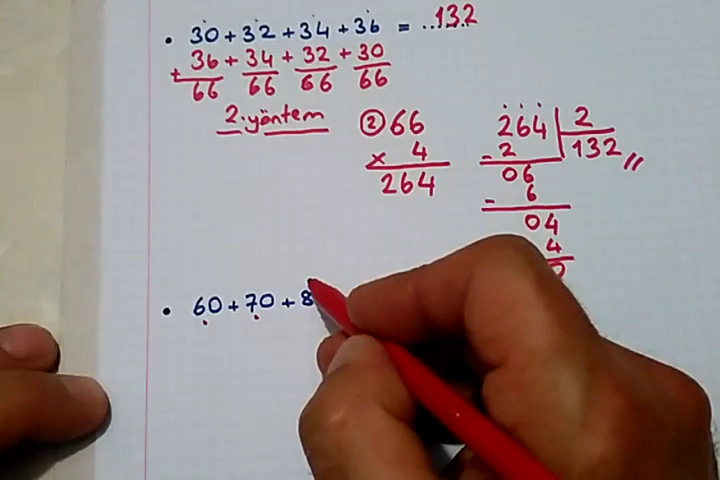 • 30 + 32 + 34 + 36 = ..132...
+ 36 + 34 + 32 + 30
66 66 66 66
2. yöntem
② 66
x 4
264
264 | 2
- 2 132 //
06
- 6
04
4
0
• 60 + 70 + 8